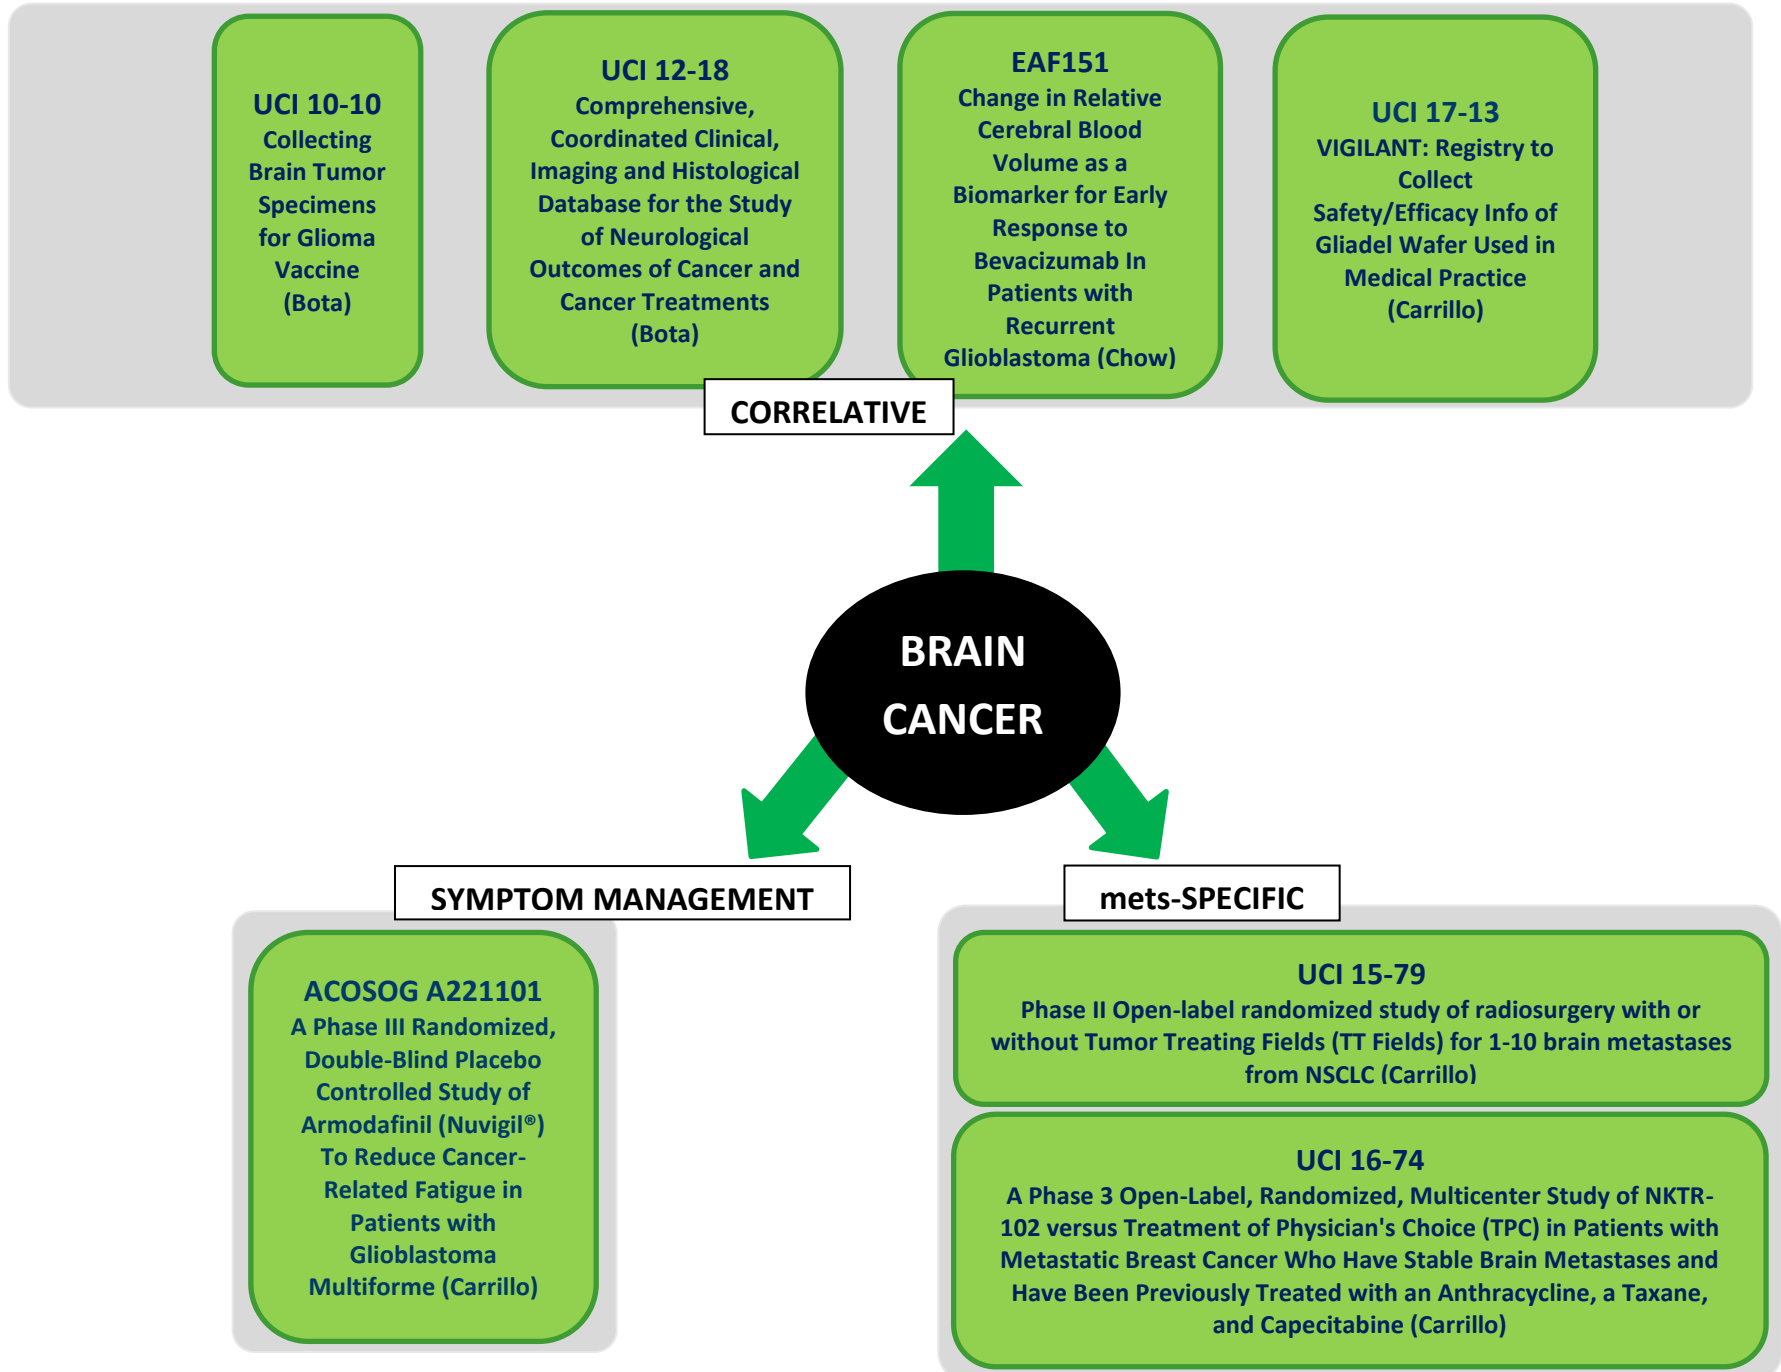 UCI 10-10
Collecting
Brain Tumor
Specimens
for Glioma
Vaccine
(Bota)
UCI 12-18
Comprehensive,
Coordinated Clinical,
Imaging and Histological
Database for the Study
of Neurological
Outcomes of Cancer and
Cancer Treatments
(Bota)
EAF151
Change in Relative
Cerebral Blood
Volume as a
Biomarker for Early
Response to
Bevacizumab In
Patients with
Recurrent
Glioblastoma (Chow)
UCI 17-13
VIGILANT: Registry to
Collect
Safety/Efficacy Info of
Gliadel Wafer Used in
Medical Practice
(Carrillo)
CORRELATIVE
BRAIN
CANCER
SYMPTOM MANAGEMENT
ACOSOG A221101
A Phase III Randomized,
Double-Blind Placebo
Controlled Study of
Armodafinil (Nuvigil®)
To Reduce Cancer-
Related Fatigue in
Patients with
Glioblastoma
Multiforme (Carrillo)
mets-SPECIFIC
UCI 15-79
Phase II Open-label randomized study of radiosurgery with or
without Tumor Treating Fields (TT Fields) for 1-10 brain metastases
from NSCLC (Carrillo)
UCI 16-74
A Phase 3 Open-Label, Randomized, Multicenter Study of NKTR-
102 versus Treatment of Physician's Choice (TPC) in Patients with
Metastatic Breast Cancer Who Have Stable Brain Metastases and
Have Been Previously Treated with an Anthracycline, a Taxane,
and Capecitabine (Carrillo)